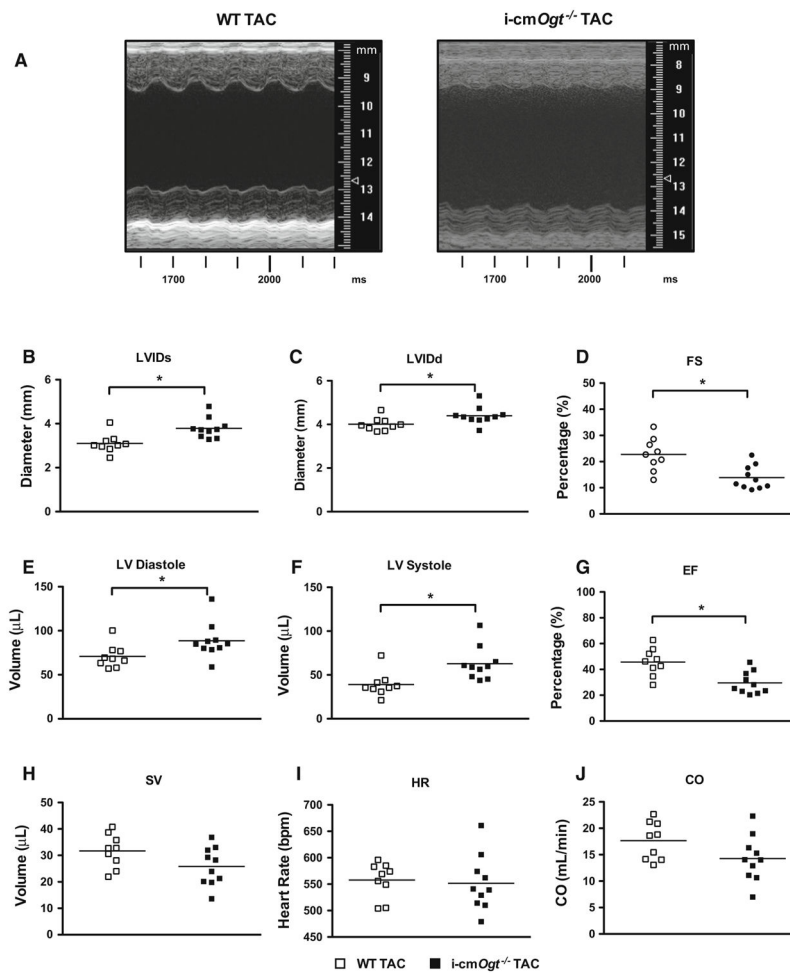 WT TAC
i-cmOgt-/- TAC
A
mm
9
10
11
12
13
14
1700
2000
ms
mm
8
9
10
11
12
13
14
15
1700
2000
ms
B
LVIDs
Diameter (mm)
6
4
2
0
*
C
LVIDd
Diameter (mm)
6
4
2
0
*
D
FS
Percentage (%)
50
40
30
20
10
0
*
E
LV Diastole
Volume (µL)
150
100
50
0
*
F
LV Systole
Volume (µL)
150
100
50
0
*
G
EF
Percentage (%)
100
80
60
40
20
0
*
H
SV
Volume (µL)
50
40
30
20
10
0
I
HR
Heart Rate (bpm)
700
650
600
550
500
450
J
CO
CO (mL/min)
25
20
15
10
5
0
WT TAC
i-cmOgt-/- TAC